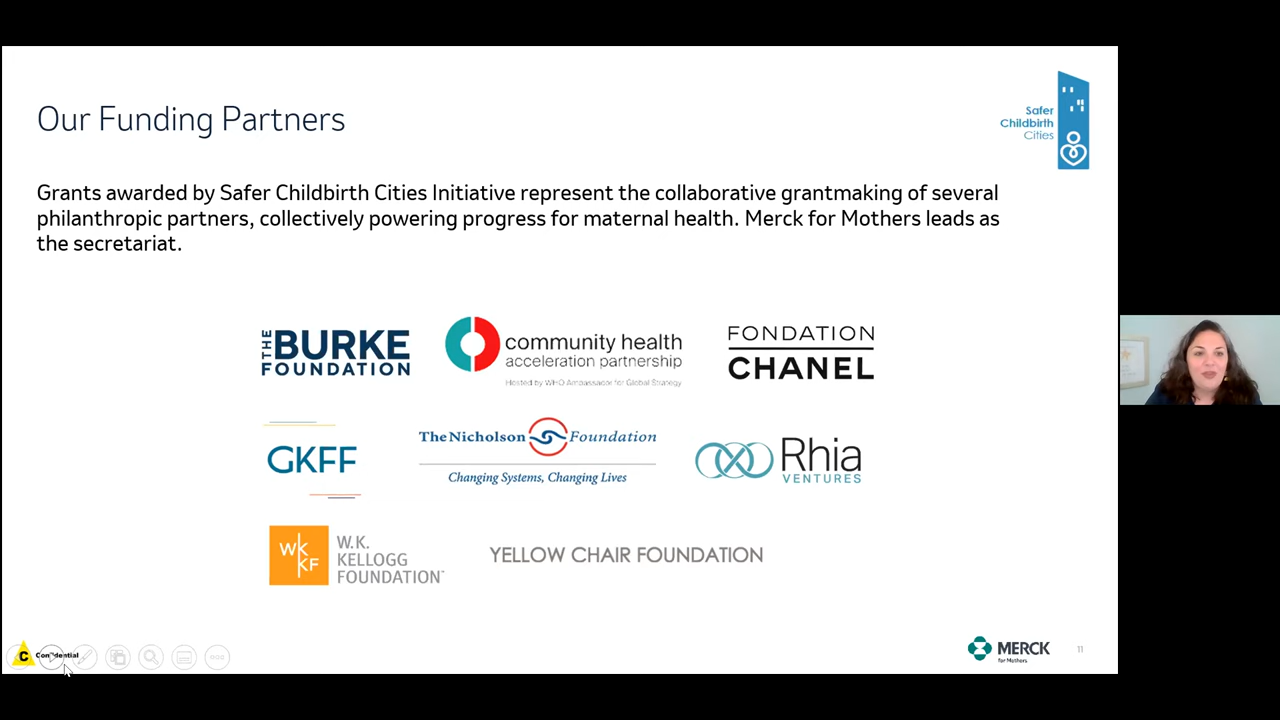 Our Funding Partners
Safer
Childbirth
Cities
Grants awarded by Safer Childbirth Cities Initiative represent the collaborative grantmaking of several
philanthropic partners, collectively powering progress for maternal health. Merck for Mothers leads as
the secretariat.
THE BURKE
FOUNDATION
community health
acceleration partnership
Hosted by WHO Ambassador for Global Strategy
FONDATION
CHANEL
GKFF
The Nicholson Foundation
Changing Systems, Changing Lives
Rhia
VENTURES
WK
KF
W.K.
KELLOGG
FOUNDATION™
YELLOW CHAIR FOUNDATION
C Confidential
MERCK
for Mothers
11